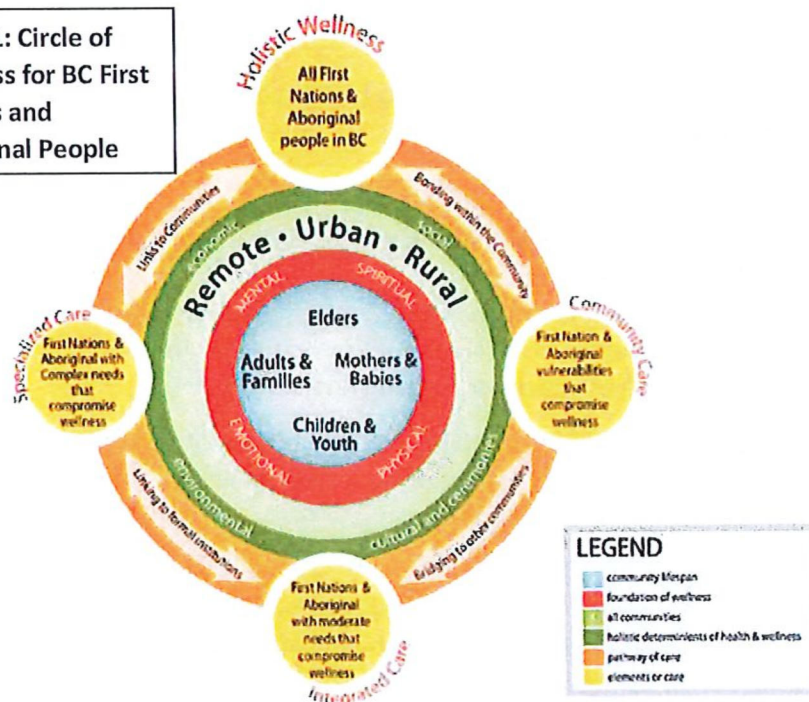 : Circle of
ss for BC First
s and
nal People
Holistic Wellness
All First
Nations &
Aboriginal
people in BC
Links to Communities
Bonding within the Community
economic
social
Remote • Urban • Rural
MENTAL
SPIRITUAL
Elders
Adults &
Families
Mothers &
Babies
Children &
Youth
EMOTIONAL
PHYSICAL
Specialized Care
First Nations &
Aboriginal with
Complex needs
that
compromise
wellness
Community Care
First Nation &
Aboriginal
vulnerabilities
that
compromise
wellness
environmental
cultural and ceremonies
Linking to formal institutions
Bridging to other communities
First Nations &
Aboriginal
with moderate
needs that
compromise
wellness
Integrated Care
LEGEND
community lifespan
foundation of wellness
all communities
holistic determinients of health & wellness
pathway of care
elements or care